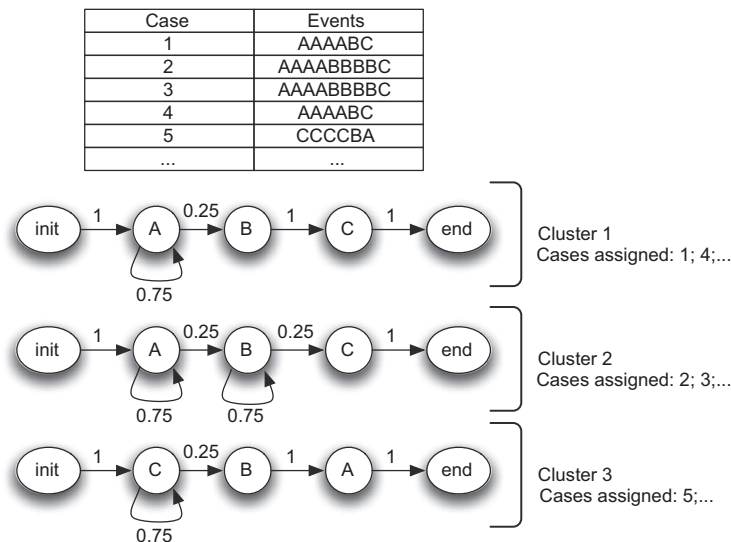 Case Events
1 AAAABC
2 AAAABBBBC
3 AAAABBBBC
4 AAAABC
5 CCCCBA
... ...
init 1 A 0.25 B 1 C 1 end
0.75
Cluster 1
Cases assigned: 1; 4;...
init 1 A 0.25 B 0.25 C 1 end
0.75 0.75
Cluster 2
Cases assigned: 2; 3;...
init 1 C 0.25 B 1 A 1 end
0.75
Cluster 3
Cases assigned: 5;...